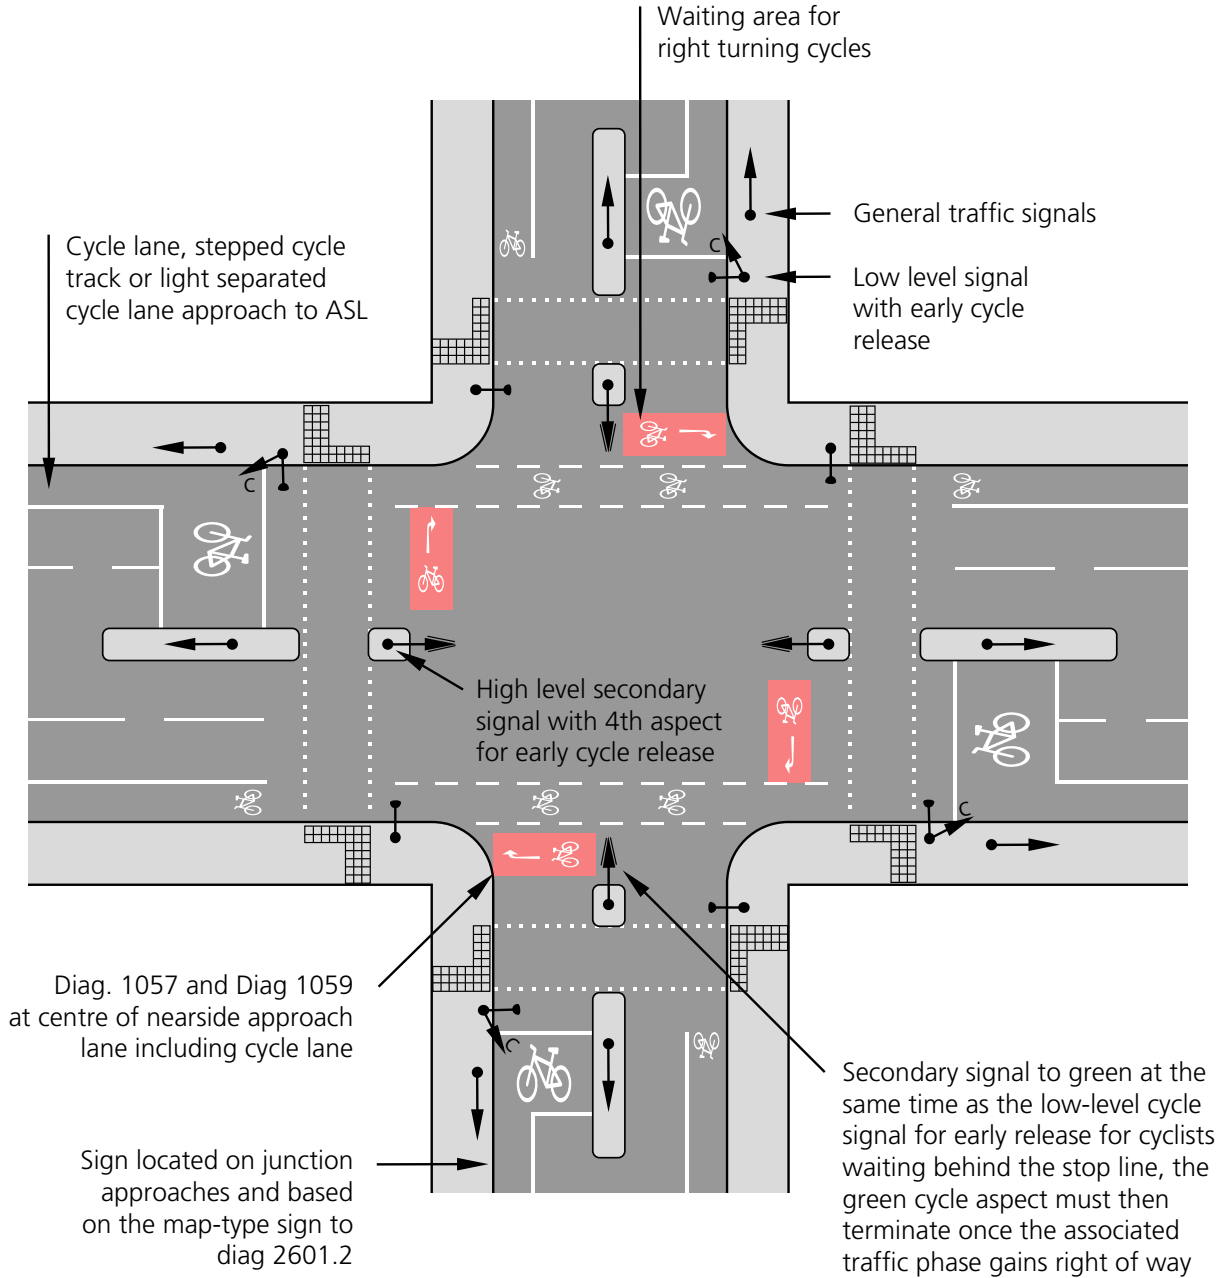 Waiting area for
right turning cycles
General traffic signals
Cycle lane, stepped cycle
track or light separated
cycle lane approach to ASL
C
Low level signal
with early cycle
release
C
High level secondary
signal with 4th aspect
for early cycle release
C
Diag. 1057 and Diag 1059
at centre of nearside approach
lane including cycle lane
C
Secondary signal to green at the
same time as the low-level cycle
signal for early release for cyclists
waiting behind the stop line, the
green cycle aspect must then
terminate once the associated
traffic phase gains right of way
Sign located on junction
approaches and based
on the map-type sign to
diag 2601.2